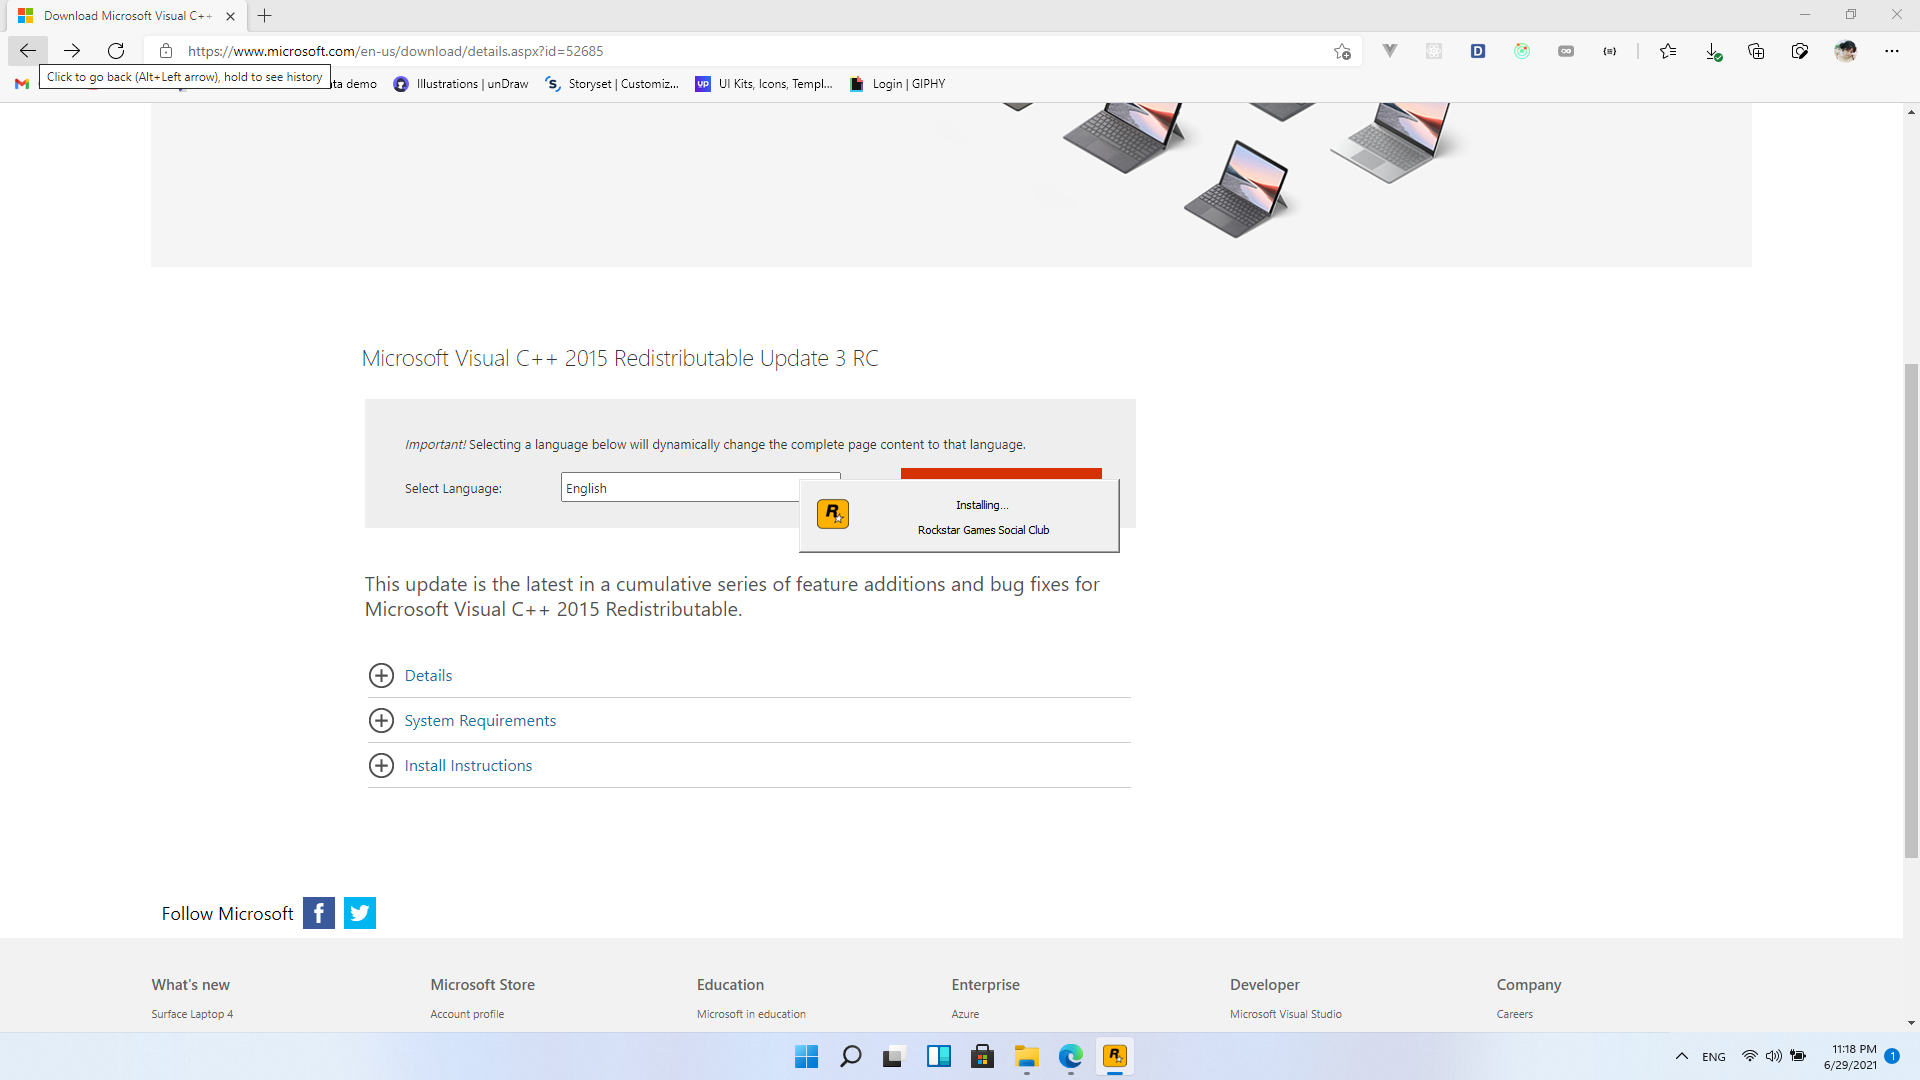 Download Microsoft Visual C++
https://www.microsoft.com/en-us/download/details.aspx?id=52685
Click to go back (Alt+Left arrow), hold to see history
ta demo
Illustrations | unDraw
Storyset | Customiz...
UI Kits, Icons, Templ...
Login | GIPHY
Microsoft Visual C++ 2015 Redistributable Update 3 RC
Important! Selecting a language below will dynamically change the complete page content to that language.
Select Language:
English
Installing...
Rockstar Games Social Club
This update is the latest in a cumulative series of feature additions and bug fixes for
Microsoft Visual C++ 2015 Redistributable.
Details
System Requirements
Install Instructions
Follow Microsoft
What's new
Microsoft Store
Education
Enterprise
Developer
Company
Surface Laptop 4
Account profile
Microsoft in education
Azure
Microsoft Visual Studio
Careers
ENG
11:18 PM
6/29/2021
1